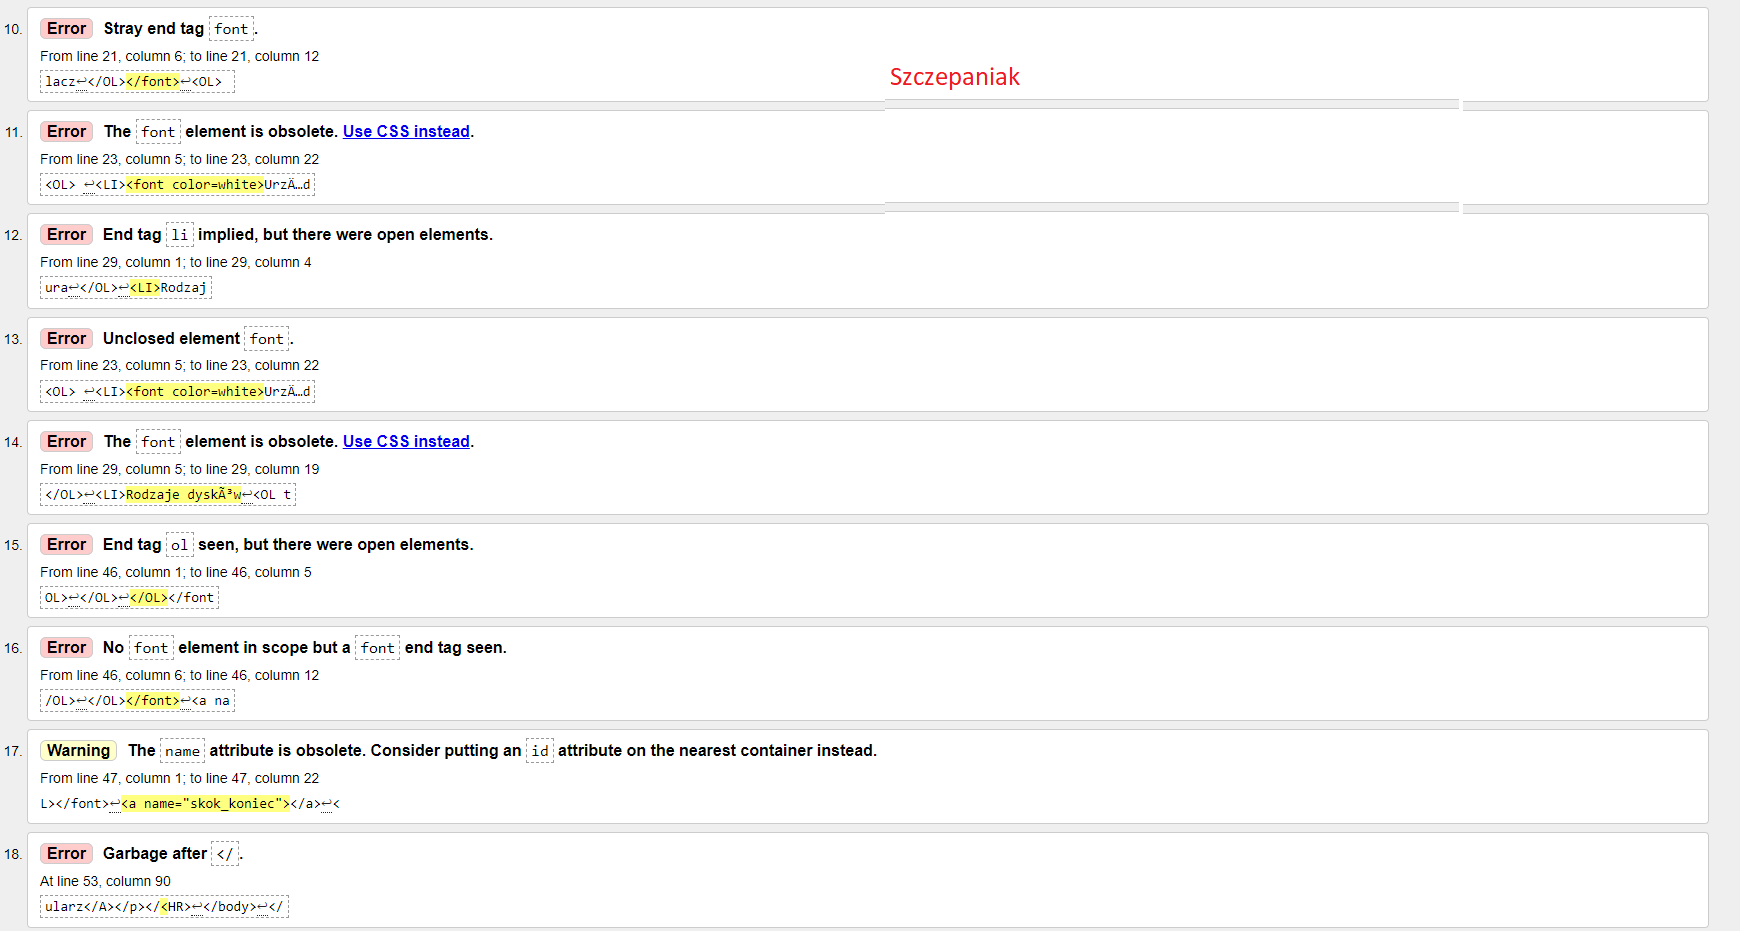 10. Error Stray end tag font.
From line 21, column 6; to line 21, column 12
lacz↩</OL></font>↩<OL>
Szczepaniak
11. Error The font element is obsolete. Use CSS instead.
From line 23, column 5; to line 23, column 22
<OL> ↩<LI><font color=white>UrzÄ…d
12. Error End tag li implied, but there were open elements.
From line 29, column 1; to line 29, column 4
ura↩</OL>↩<LI>Rodzaj
13. Error Unclosed element font.
From line 23, column 5; to line 23, column 22
<OL> ↩<LI><font color=white>UrzÄ…d
14. Error The font element is obsolete. Use CSS instead.
From line 29, column 5; to line 29, column 19
</OL>↩<LI>Rodzaje dyskÃ³w↩<OL t
15. Error End tag ol seen, but there were open elements.
From line 46, column 1; to line 46, column 5
OL>↩</OL>↩</OL></font
16. Error No font element in scope but a font end tag seen.
From line 46, column 6; to line 46, column 12
/OL>↩</OL></font>↩<a na
17. Warning The name attribute is obsolete. Consider putting an id attribute on the nearest container instead.
From line 47, column 1; to line 47, column 22
L></font>↩<a name="skok_koniec"></a>↩<
18. Error Garbage after </.
At line 53, column 90
ularz</A></p></<HR>↩</body>↩</